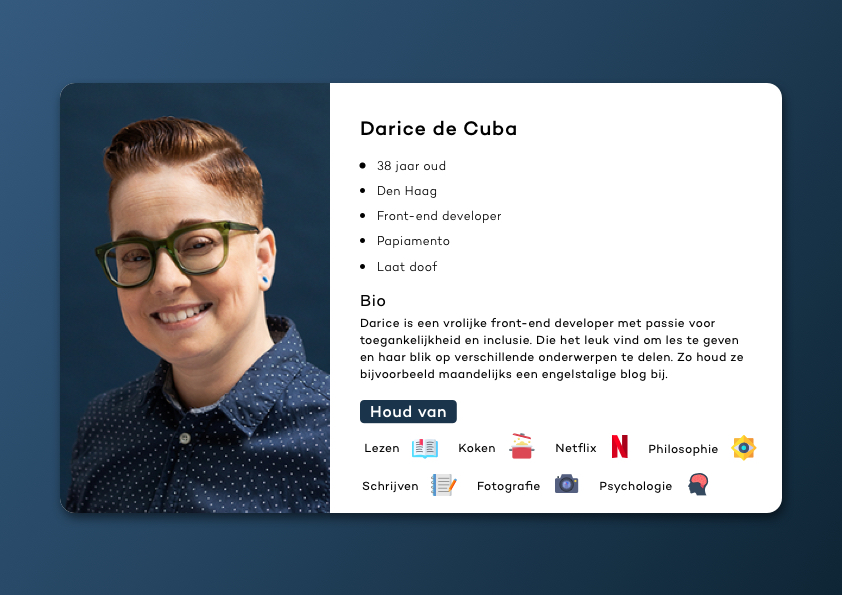 Darice de Cuba
38 jaar oud
Den Haag
Front-end developer
Papiamento
Laat doof
Bio
Darice is een vrolijke front-end developer met passie voor
toegankelijkheid en inclusie. Die het leuk vind om les te geven
en haar blik op verschillende onderwerpen te delen. Zo houd ze
bijvoorbeeld maandelijks een engelstalige blog bij.
Houd van
Lezen Koken Netflix N Philosophie
Schrijven Fotografie Psychologie